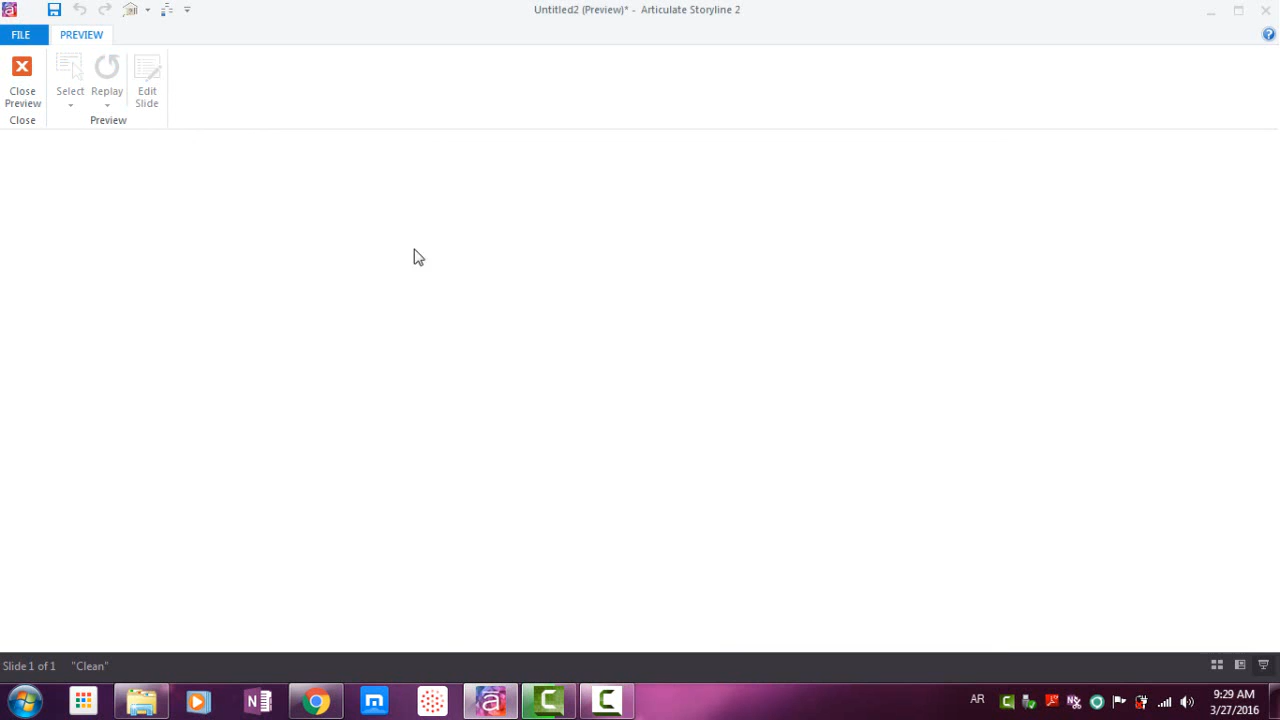 Untitled2 (Preview)* - Articulate Storyline 2
FILE
PREVIEW
Close Preview
Select
Replay
Edit Slide
Close
Preview
Slide 1 of 1 "Clean"
AR
9:29 AM
3/27/2016